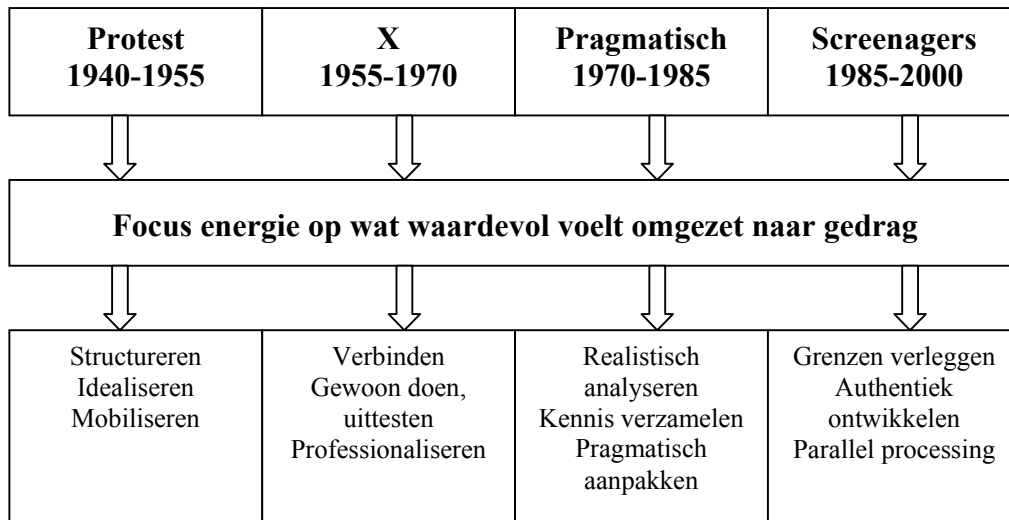 Protest
1940-1955
X
1955-1970
Pragmatisch
1970-1985
Screenagers
1985-2000
Focus energie op wat waardevol voelt omgezet naar gedrag
Structureren
Idealiseren
Mobiliseren
Verbinden
Gewoon doen,
uittesten
Professionaliseren
Realistisch
analyseren
Kennis verzamelen
Pragmatisch
aanpakken
Grenzen verleggen
Authentiek
ontwikkelen
Parallel processing